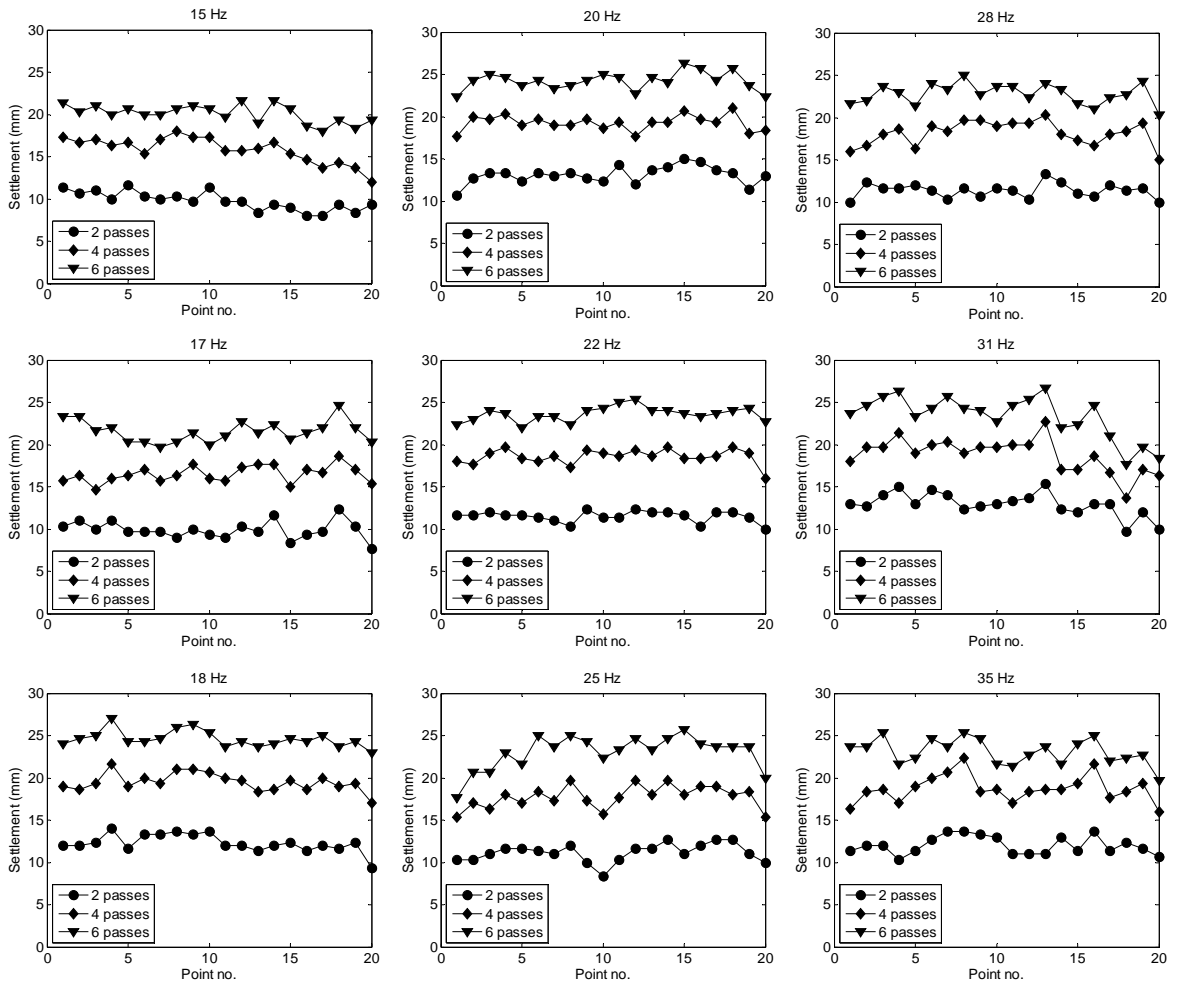 15 Hz
30
25
20
15
10
5
0
Settlement (mm)
2 passes
4 passes
6 passes
0
5
10
15
20
Point no.
20 Hz
30
25
20
15
10
5
0
Settlement (mm)
2 passes
4 passes
6 passes
0
5
10
15
20
Point no.
28 Hz
30
25
20
15
10
5
0
Settlement (mm)
2 passes
4 passes
6 passes
0
5
10
15
20
Point no.
17 Hz
30
25
20
15
10
5
0
Settlement (mm)
2 passes
4 passes
6 passes
0
5
10
15
20
Point no.
22 Hz
30
25
20
15
10
5
0
Settlement (mm)
2 passes
4 passes
6 passes
0
5
10
15
20
Point no.
31 Hz
30
25
20
15
10
5
0
Settlement (mm)
2 passes
4 passes
6 passes
0
5
10
15
20
Point no.
18 Hz
30
25
20
15
10
5
0
Settlement (mm)
2 passes
4 passes
6 passes
0
5
10
15
20
Point no.
25 Hz
30
25
20
15
10
5
0
Settlement (mm)
2 passes
4 passes
6 passes
0
5
10
15
20
Point no.
35 Hz
30
25
20
15
10
5
0
Settlement (mm)
2 passes
4 passes
6 passes
0
5
10
15
20
Point no.